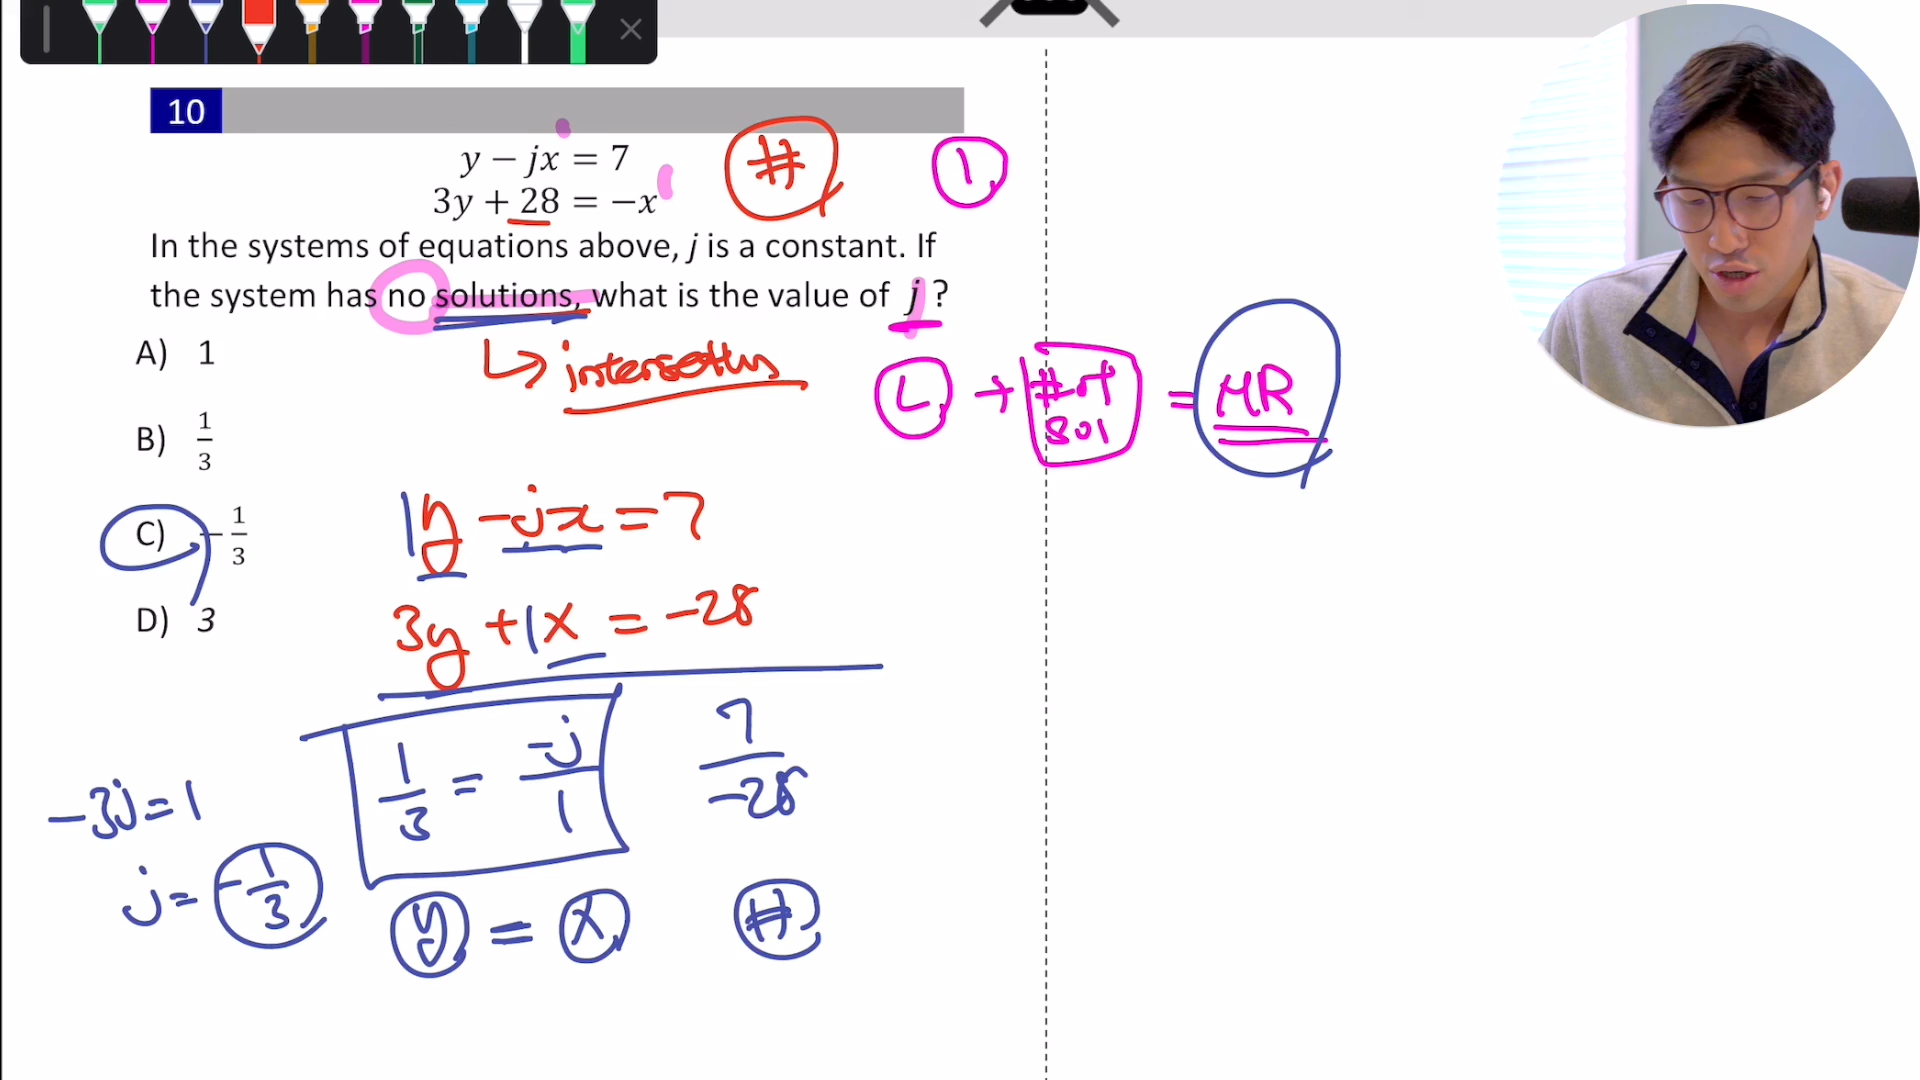 10
y − jx = 7
3y + 28 = −x
#
1
In the systems of equations above, j is a constant. If
the system has no solutions, what is the value of j ?
A) 1
B) 1/3
C) −1/3
D) 3
↳ intersections
L + # of sol = MR
1y − jx = 7
3y + 1x = −28
1/3 = −j/1
7/−28
y = x
#
−3j = 1
j = −1/3